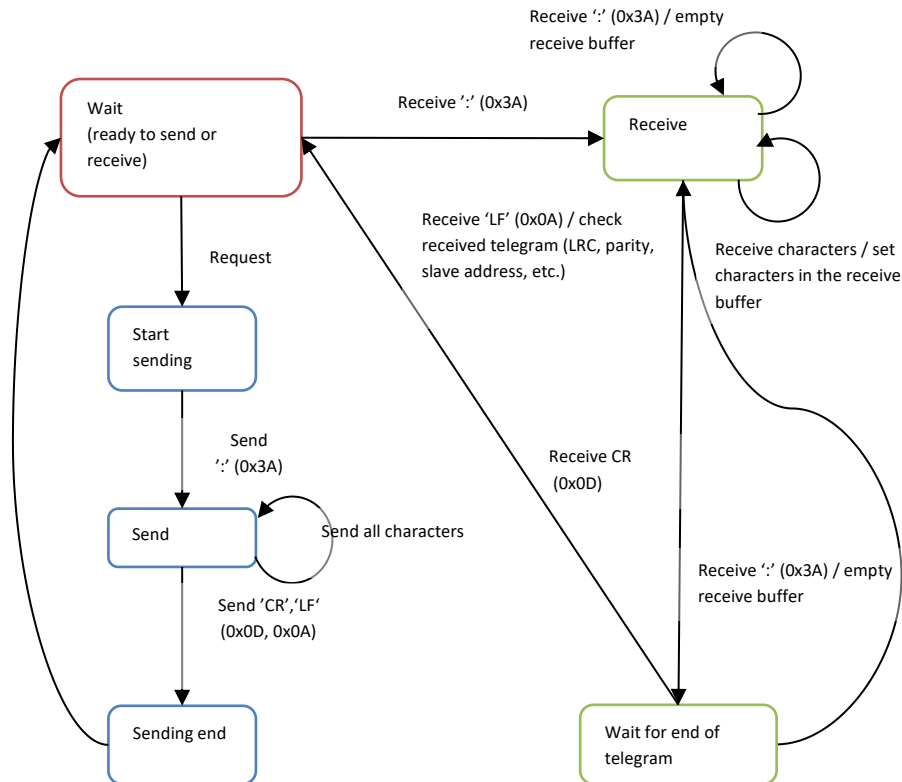 Receive ‘:’ (0x3A) / empty
receive buffer
Wait
(ready to send or
receive)
Receive ’:’ (0x3A)
Receive
Receive ‘LF’ (0x0A) / check
received telegram (LRC, parity,
slave address, etc.)
Receive characters / set
characters in the receive
buffer
Request
Start
sending
Send
’:’ (0x3A)
Receive CR
(0x0D)
Send
Send all characters
Send ’CR’,‘LF‘
(0x0D, 0x0A)
Receive ‘:’ (0x3A) / empty
receive buffer
Sending end
Wait for end of
telegram